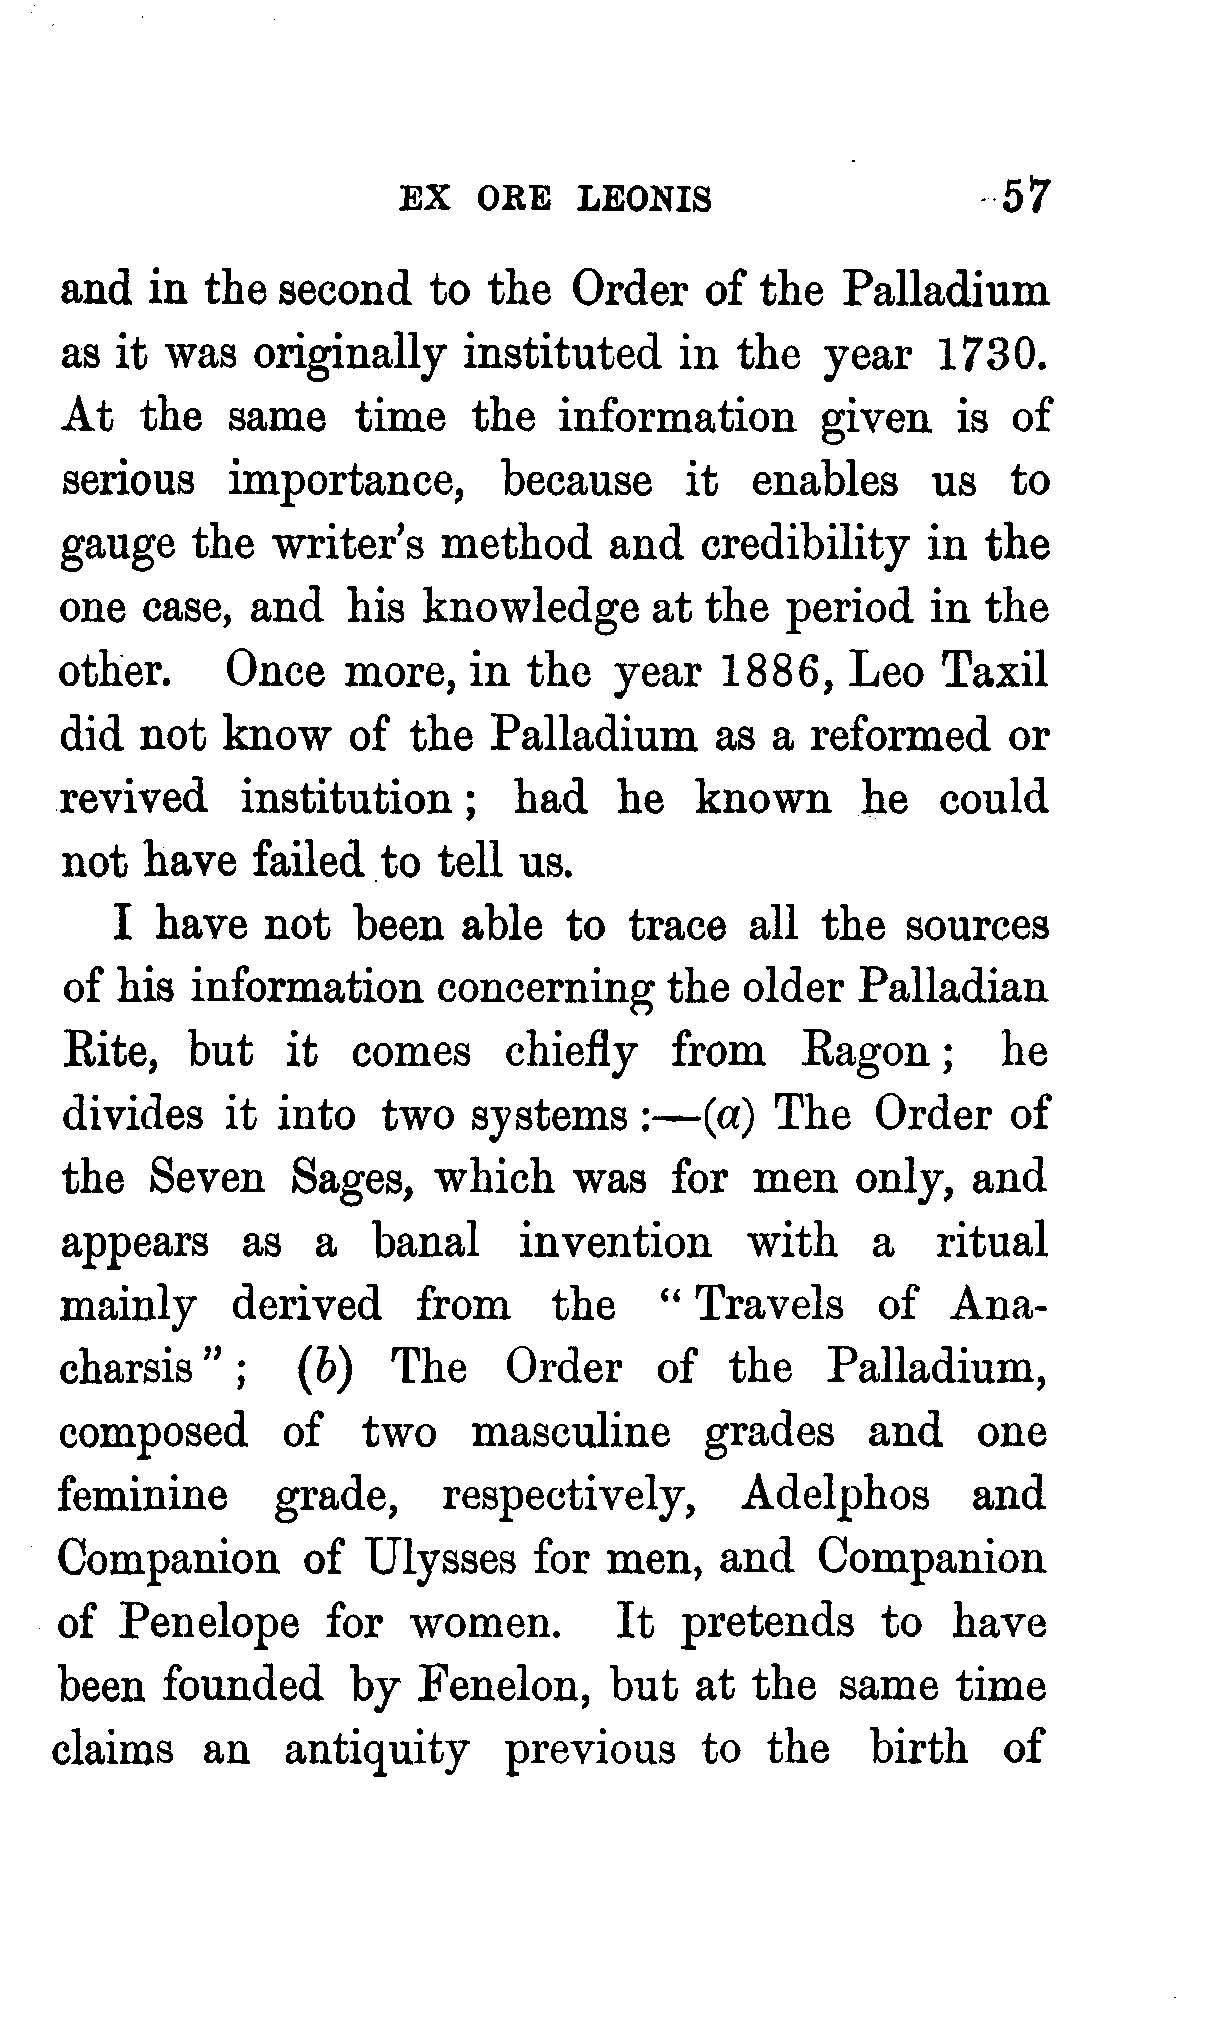 EX ORE LEONIS 57
and in the second to the Order of the Palladium
as it was originally instituted in the year 1730.
At the same time the information given is of
serious importance, because it enables us to
gauge the writer's method and credibility in the
one case, and his knowledge at the period in the
other. Once more, in the year 1886, Leo Taxil
did not know of the Palladium as a reformed or
revived institution ; had he known he could
not have failed to tell us.
I have not been able to trace all the sources
of his information concerning the older Palladian
Rite, but it comes chiefly from Ragon ; he
divides it into two systems :—(a) The Order of
the Seven Sages, which was for men only, and
appears as a banal invention with a ritual
mainly derived from the " Travels of Ana-
charsis " ; (b) The Order of the Palladium,
composed of two masculine grades and one
feminine grade, respectively, Adelphos and
Companion of Ulysses for men, and Companion
of Penelope for women. It pretends to have
been founded by Fenelon, but at the same time
claims an antiquity previous to the birth of